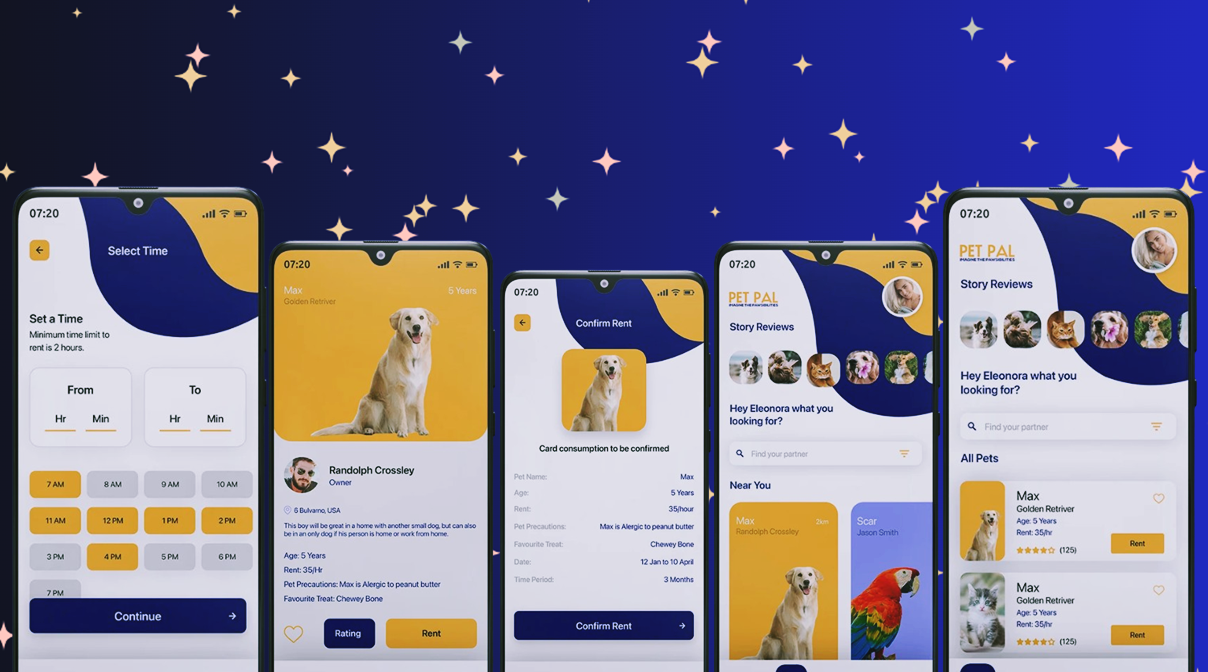 07:20
Select Time
Set a Time
Minimum time limit to
rent is 2 hours.
From
To
Hr Min
Hr Min
7 AM 8 AM 9 AM 10 AM
11 AM 12 PM 1 PM 2 PM
3 PM 4 PM 5 PM 6 PM
7 PM
Continue
07:20
Max
5 Years
Golden Retriver
Randolph Crossley
Owner
6 Bulvarno, USA
This boy will be great in a home with another small dog, but can also
be in an only dog if his person is home or work from home.
Age: 5 Years
Rent: 35/Hr
Pet Precautions: Max is Alergic to peanut butter
Favourite Treat: Chewey Bone
Rating
Rent
07:20
Confirm Rent
Card consumption to be confirmed
Pet Name: Max
Age: 5 Years
Rent: 35/hour
Pet Precautions: Max is Alergic to peanut butter
Favourite Treat: Chewey Bone
Date: 12 Jan to 10 April
Time Period: 3 Months
Confirm Rent
07:20
PET PAL
IMAGINE THE PAWSIBILITIES
Story Reviews
Hey Eleonora what you
looking for?
Find your partner
Near You
Max 2km
Randolph Crossley
Scar
Jason Smith
07:20
PET PAL
IMAGINE THE PAWSIBILITIES
Story Reviews
Hey Eleonora what you
looking for?
Find your partner
All Pets
Max
Golden Retriver
Age: 5 Years
Rent: 35/hr
(125)
Rent
Max
Golden Retriver
Age: 5 Years
Rent: 35/hr
(125)
Rent